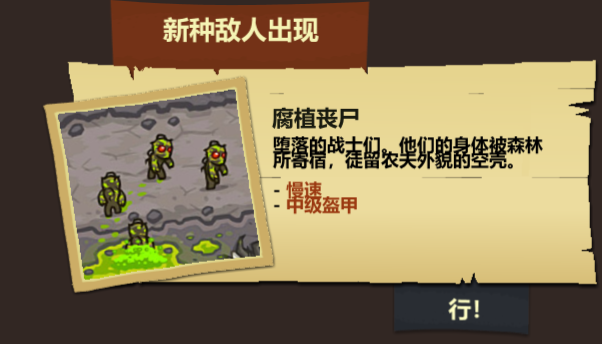 新种敌人出现
腐植丧尸
堕落的战士们。他们的身体被森林
所寄宿，徒留农夫外貌的空壳。
- 慢速
- 中级盔甲
行!